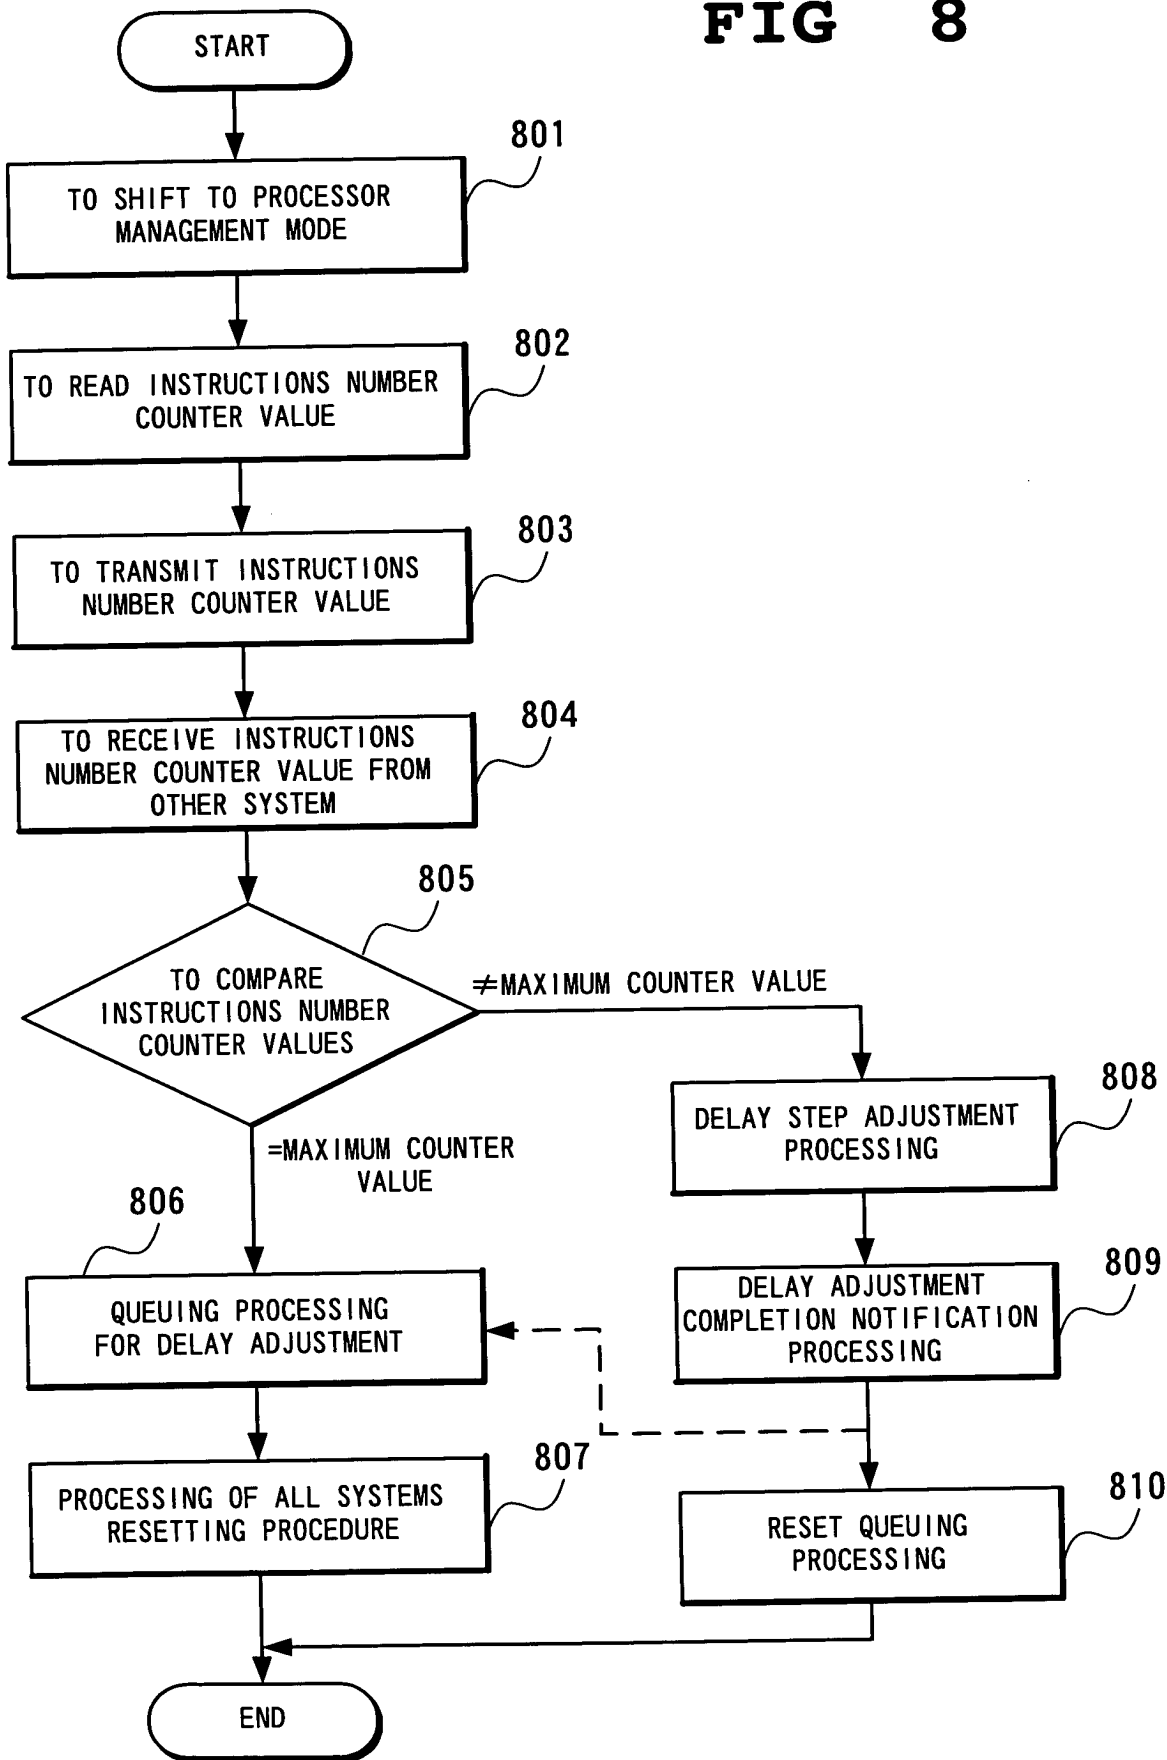 FIG 8
START
801
TO SHIFT TO PROCESSOR
MANAGEMENT MODE
802
TO READ INSTRUCTIONS NUMBER
COUNTER VALUE
803
TO TRANSMIT INSTRUCTIONS
NUMBER COUNTER VALUE
804
TO RECEIVE INSTRUCTIONS
NUMBER COUNTER VALUE FROM
OTHER SYSTEM
805
TO COMPARE
INSTRUCTIONS NUMBER
COUNTER VALUES
≠MAXIMUM COUNTER VALUE
=MAXIMUM COUNTER
VALUE
806
QUEUING PROCESSING
FOR DELAY ADJUSTMENT
807
PROCESSING OF ALL SYSTEMS
RESETTING PROCEDURE
808
DELAY STEP ADJUSTMENT
PROCESSING
809
DELAY ADJUSTMENT
COMPLETION NOTIFICATION
PROCESSING
810
RESET QUEUING
PROCESSING
END